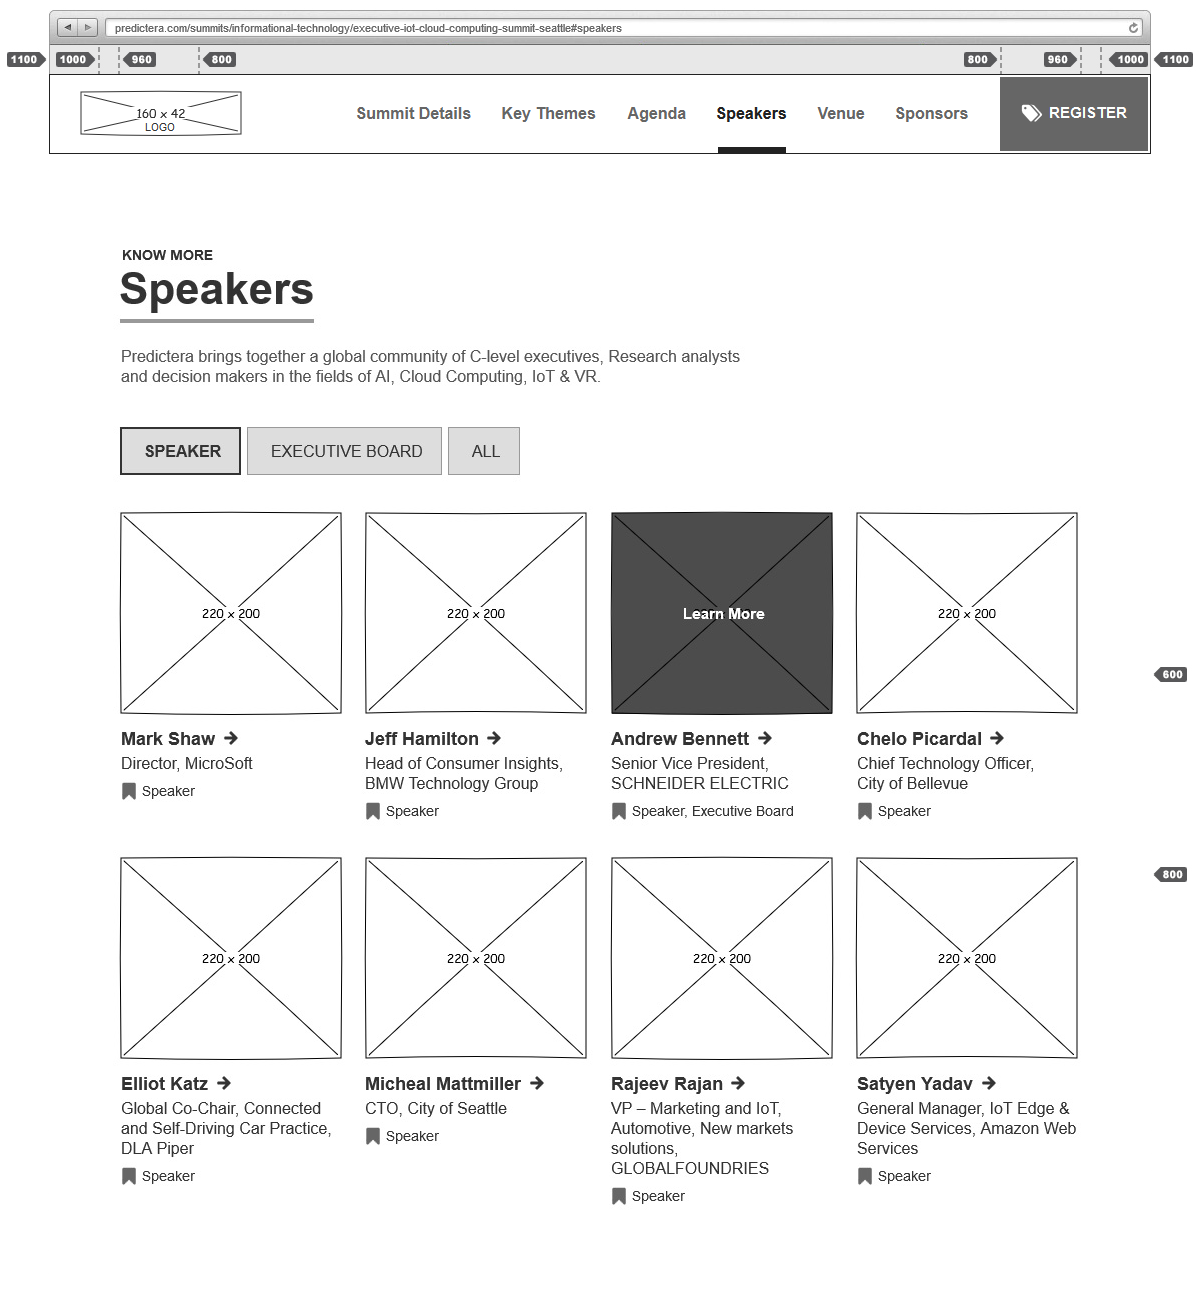 predictera.com/summits/informational-technology/executive-iot-cloud-computing-summit-seattle#speakers
1100 1000 960 800 800 960 1000 1100
160 x 42
LOGO
Summit Details Key Themes Agenda Speakers Venue Sponsors REGISTER
KNOW MORE
Speakers
Predictera brings together a global community of C-level executives, Research analysts
and decision makers in the fields of AI, Cloud Computing, IoT & VR.
SPEAKER EXECUTIVE BOARD ALL
220 x 200
Mark Shaw
Director, MicroSoft
Speaker
220 x 200
Jeff Hamilton
Head of Consumer Insights,
BMW Technology Group
Speaker
Learn More
Andrew Bennett
Senior Vice President,
SCHNEIDER ELECTRIC
Speaker, Executive Board
220 x 200
Chelo Picardal
Chief Technology Officer,
City of Bellevue
Speaker
600
800
220 x 200
Elliot Katz
Global Co-Chair, Connected
and Self-Driving Car Practice,
DLA Piper
Speaker
220 x 200
Micheal Mattmiller
CTO, City of Seattle
Speaker
220 x 200
Rajeev Rajan
VP – Marketing and IoT,
Automotive, New markets
solutions,
GLOBALFOUNDRIES
Speaker
220 x 200
Satyen Yadav
General Manager, IoT Edge &
Device Services, Amazon Web
Services
Speaker